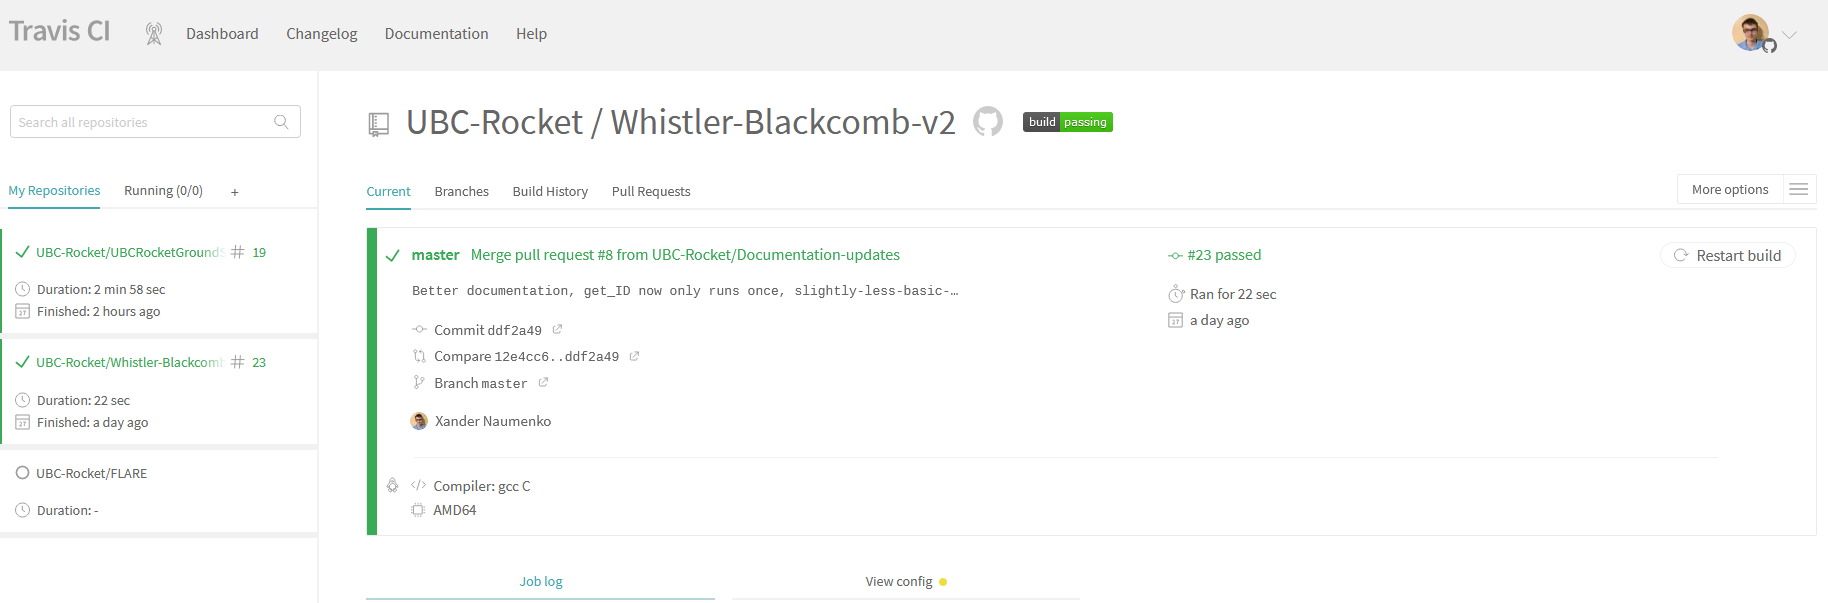 Travis CI
Dashboard
Changelog
Documentation
Help
Search all repositories
My Repositories
Running (0/0)
+
UBC-Rocket/UBCRocketGround
# 19
Duration: 2 min 58 sec
Finished: 2 hours ago
UBC-Rocket/Whistler-Blackcom
# 23
Duration: 22 sec
Finished: a day ago
UBC-Rocket/FLARE
Duration: -
UBC-Rocket / Whistler-Blackcomb-v2
build passing
Current
Branches
Build History
Pull Requests
More options
master Merge pull request #8 from UBC-Rocket/Documentation-updates
Better documentation, get_ID now only runs once, slightly-less-basic-…
Commit ddf2a49
Compare 12e4cc6..ddf2a49
Branch master
Xander Naumenko
#23 passed
Ran for 22 sec
a day ago
Restart build
Compiler: gcc C
AMD64
Job log
View config